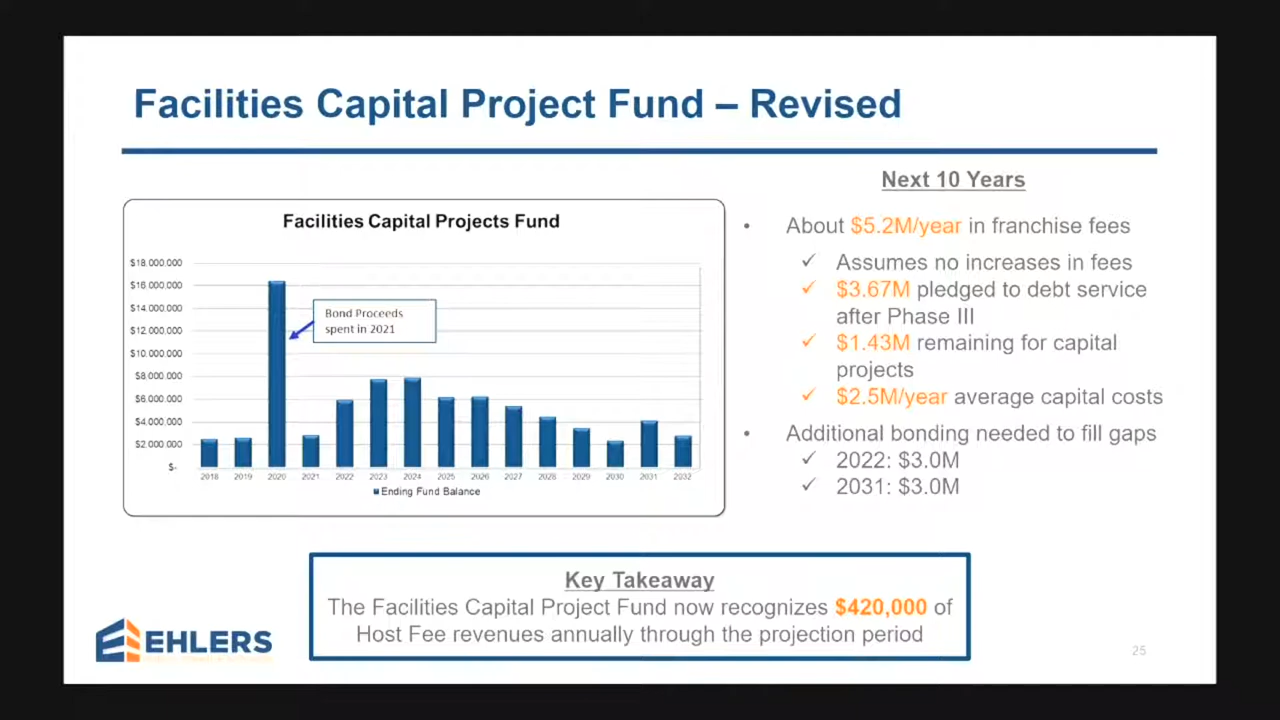 Facilities Capital Project Fund – Revised
Facilities Capital Projects Fund
$18.000.000
$16.000.000
$14.000.000
$12.000.000
$10.000.000
$8.000.000
$6.000.000
$4.000.000
$2.000.000
$-
Bond Proceeds
spent in 2021
2018 2019 2020 2021 2022 2023 2024 2025 2026 2027 2028 2029 2030 2031 2032
Ending Fund Balance
Next 10 Years
• About $5.2M/year in franchise fees
✓ Assumes no increases in fees
✓ $3.67M pledged to debt service
after Phase III
✓ $1.43M remaining for capital
projects
✓ $2.5M/year average capital costs
• Additional bonding needed to fill gaps
✓ 2022: $3.0M
✓ 2031: $3.0M
Key Takeaway
The Facilities Capital Project Fund now recognizes $420,000 of
Host Fee revenues annually through the projection period
EHLERS
25